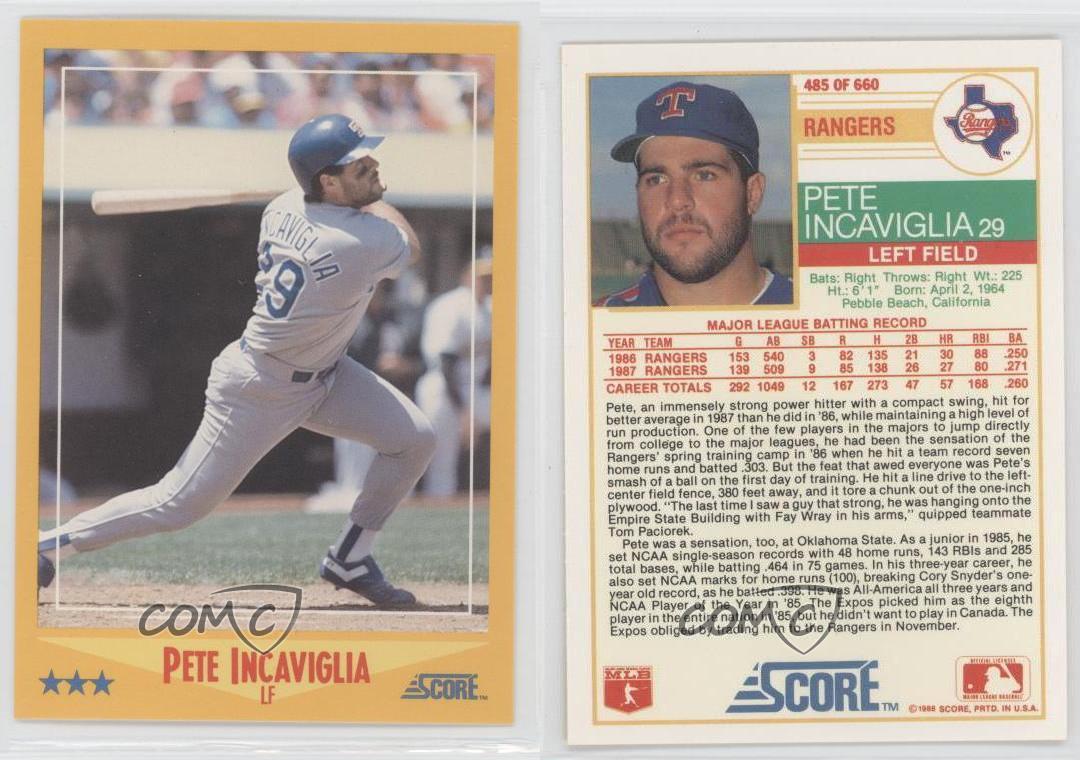 INCAVIGLIA
29
COMC
PETE INCAVIGLIA
LF
SCORE™
485 OF 660
RANGERS
Rangers
T
PETE
INCAVIGLIA 29
LEFT FIELD
Bats: Right Throws: Right Wt.: 225
Ht.: 6'1" Born: April 2, 1964
Pebble Beach, California
MAJOR LEAGUE BATTING RECORD
YEAR TEAM G AB SB R H 2B HR RBI BA
1986 RANGERS 153 540 3 82 135 21 30 88 .250
1987 RANGERS 139 509 9 85 138 26 27 80 .271
CAREER TOTALS 292 1049 12 167 273 47 57 168 .260
Pete, an immensely strong power hitter with a compact swing, hit for
better average in 1987 than he did in '86, while maintaining a high level of
run production. One of the few players in the majors to jump directly
from college to the major leagues, he had been the sensation of the
Rangers' spring training camp in '86 when he hit a team record seven
home runs and batted .303. But the feat that awed everyone was Pete's
smash of a ball on the first day of training. He hit a line drive to the left-
center field fence, 380 feet away, and it tore a chunk out of the one-inch
plywood. "The last time I saw a guy that strong, he was hanging onto the
Empire State Building with Fay Wray in his arms," quipped teammate
Tom Paciorek.
Pete was a sensation, too, at Oklahoma State. As a junior in 1985, he
set NCAA single-season records with 48 home runs, 143 RBIs and 285
total bases, while batting .464 in 75 games. In his three-year career, he
also set NCAA marks for home runs (100), breaking Cory Snyder's one-
year old record, as he batted .398. He was All-America all three years and
NCAA Player of the Year in '85. The Expos picked him as the eighth
player in the entire nation in '85, but he didn't want to play in Canada. The
Expos obliged by trading him to the Rangers in November.
COMC
MLB
SCORE™
OFFICIAL LICENSEE
MAJOR LEAGUE BASEBALL
©1988 SCORE, PRTD. IN U.S.A.